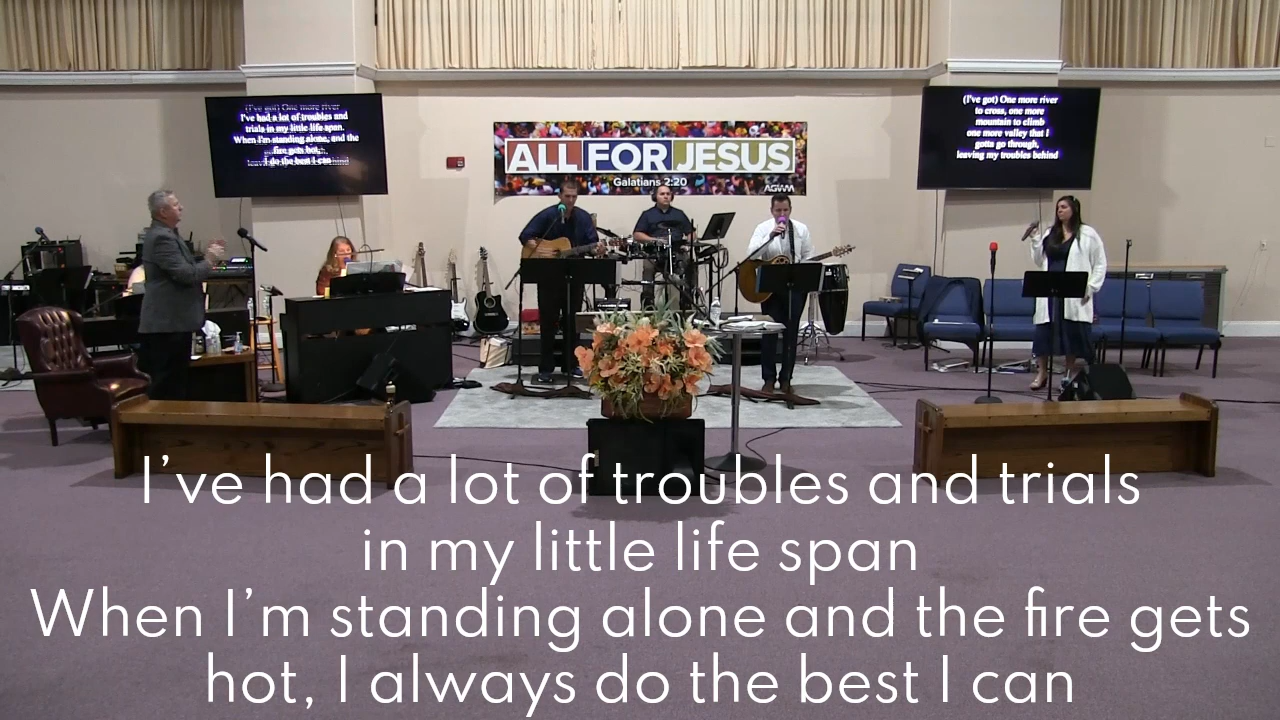 (I've got) One more river
I've had a lot of troubles and
trials in my little life span.
When I'm standing alone, and the
fire gets hot,
I do the best I can
ALL FOR JESUS
Galatians 2:20
AGWM
(I've got) One more river
to cross, one more
mountain to climb
one more valley that I
gotta go through,
leaving my troubles behind
I’ve had a lot of troubles and trials
in my little life span
When I’m standing alone and the fire gets
hot, I always do the best I can